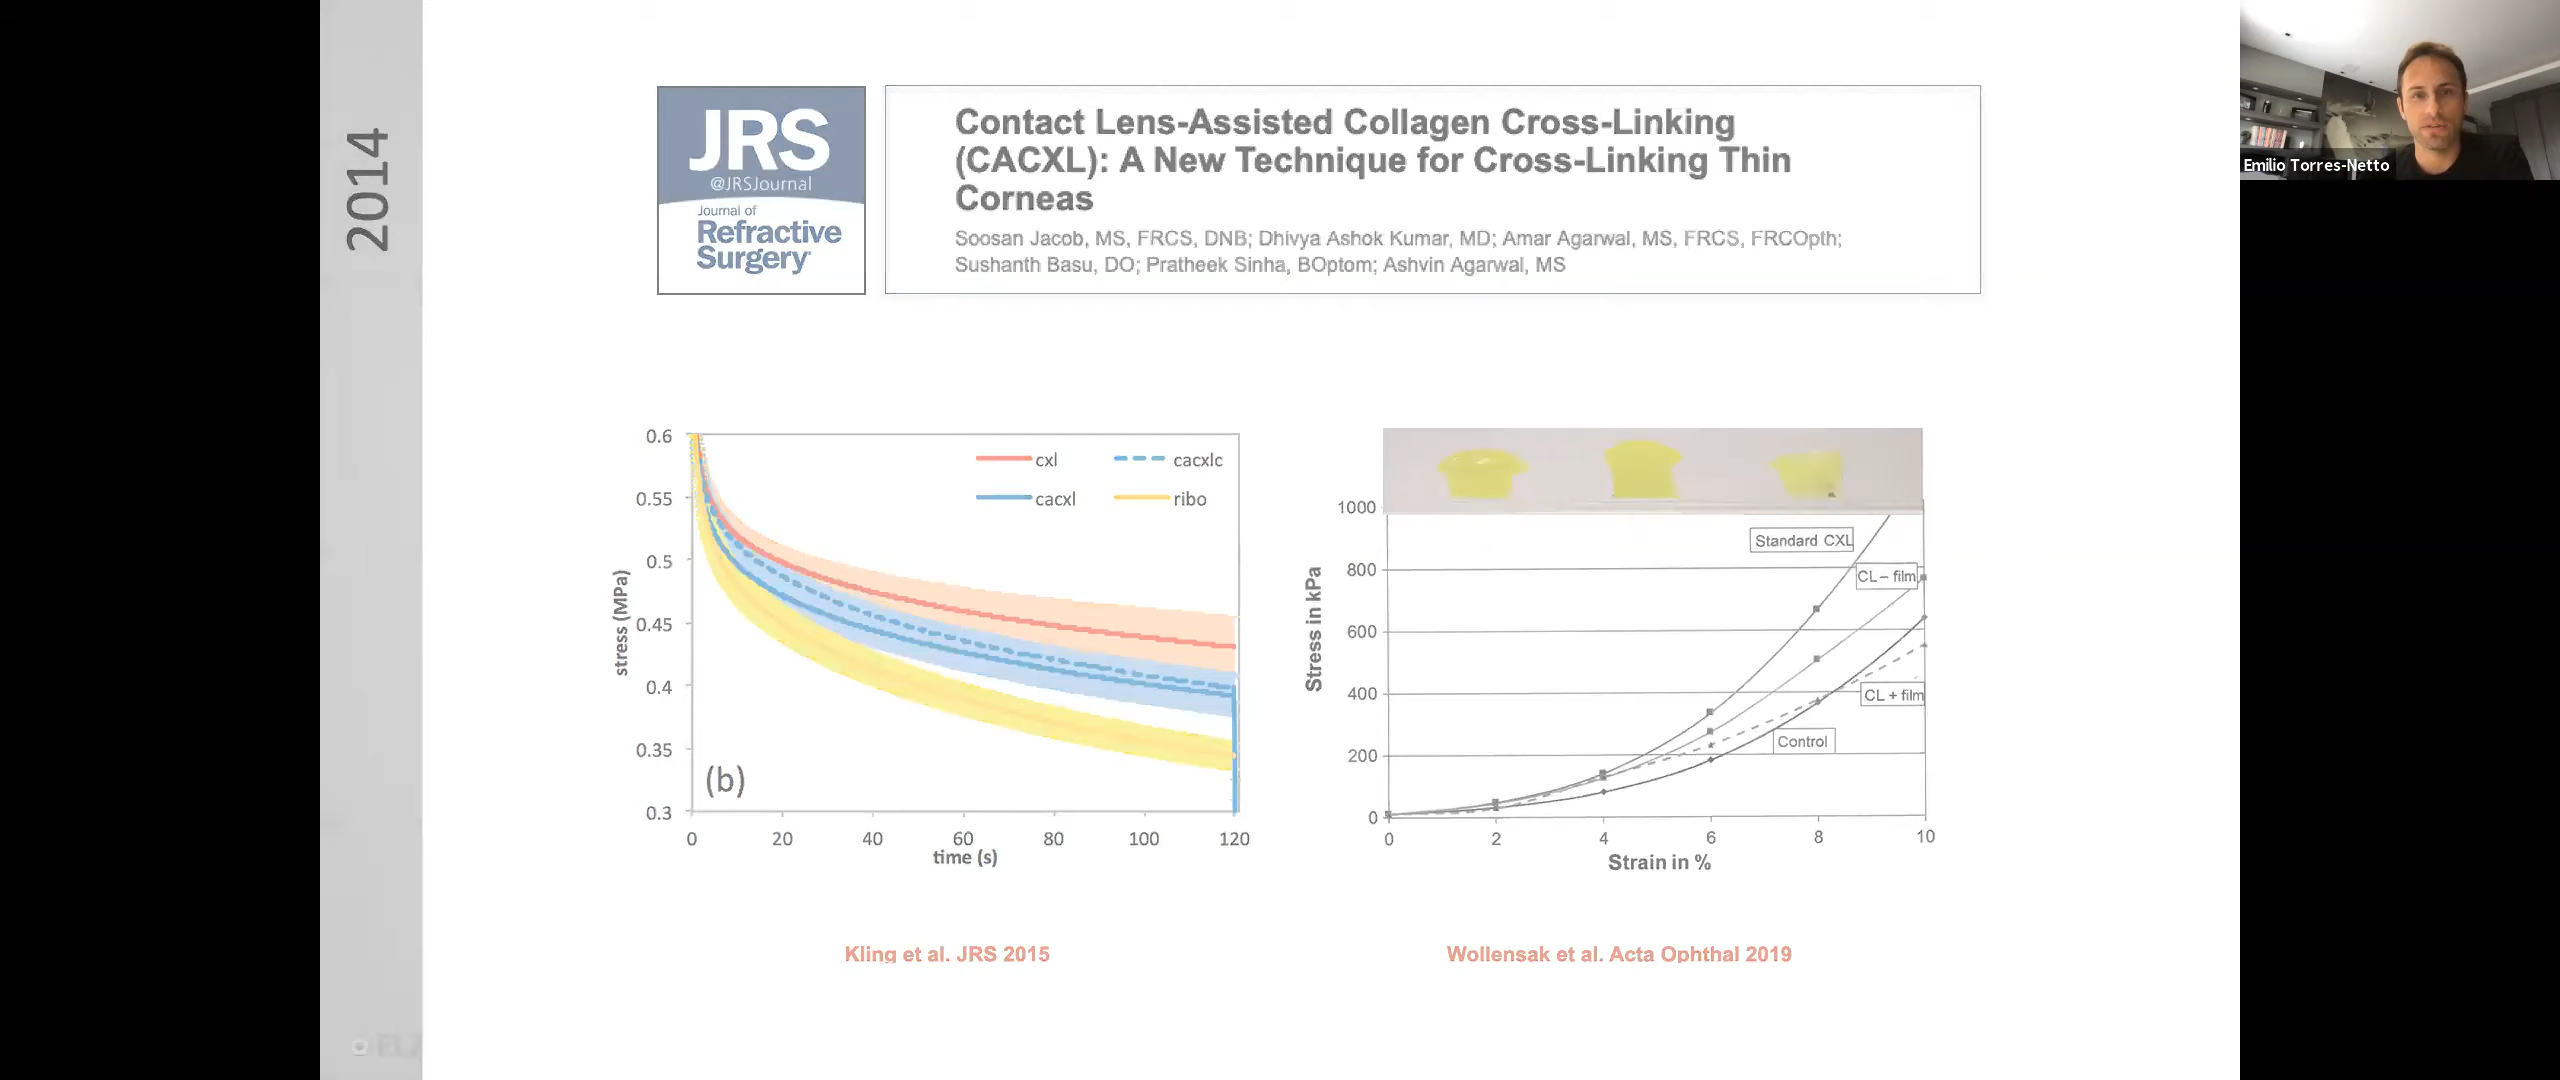 2014
JRS
@JRSJournal
Journal of
Refractive
Surgery
Contact Lens-Assisted Collagen Cross-Linking
(CACXL): A New Technique for Cross-Linking Thin
Corneas
Soosan Jacob, MS, FRCS, DNB; Dhivya Ashok Kumar, MD; Amar Agarwal, MS, FRCS, FRCOpth;
Sushanth Basu, DO; Pratheek Sinha, BOptom; Ashvin Agarwal, MS
Emilio Torres-Netto
0.6
0.55
0.5
0.45
0.4
0.35
0.3
stress (MPa)
cxl
cacxlc
cacxl
ribo
(b)
0 20 40 60 80 100 120
time (s)
Kling et al. JRS 2015
1000
800
600
400
200
0
Stress in kPa
Standard CXL
CL – film
CL + film
Control
0 2 4 6 8 10
Strain in %
Wollensak et al. Acta Ophthal 2019